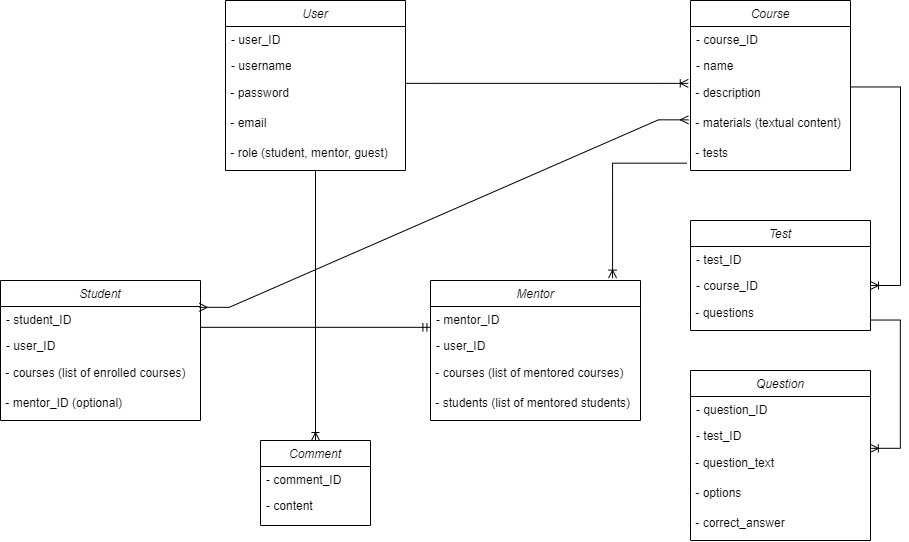 User
- user_ID
- username
- password
- email
- role (student, mentor, guest)
Course
- course_ID
- name
- description
- materials (textual content)
- tests
Student
- student_ID
- user_ID
- courses (list of enrolled courses)
- mentor_ID (optional)
Mentor
- mentor_ID
- user_ID
- courses (list of mentored courses)
- students (list of mentored students)
Test
- test_ID
- course_ID
- questions
Comment
- comment_ID
- content
Question
- question_ID
- test_ID
- question_text
- options
- correct_answer